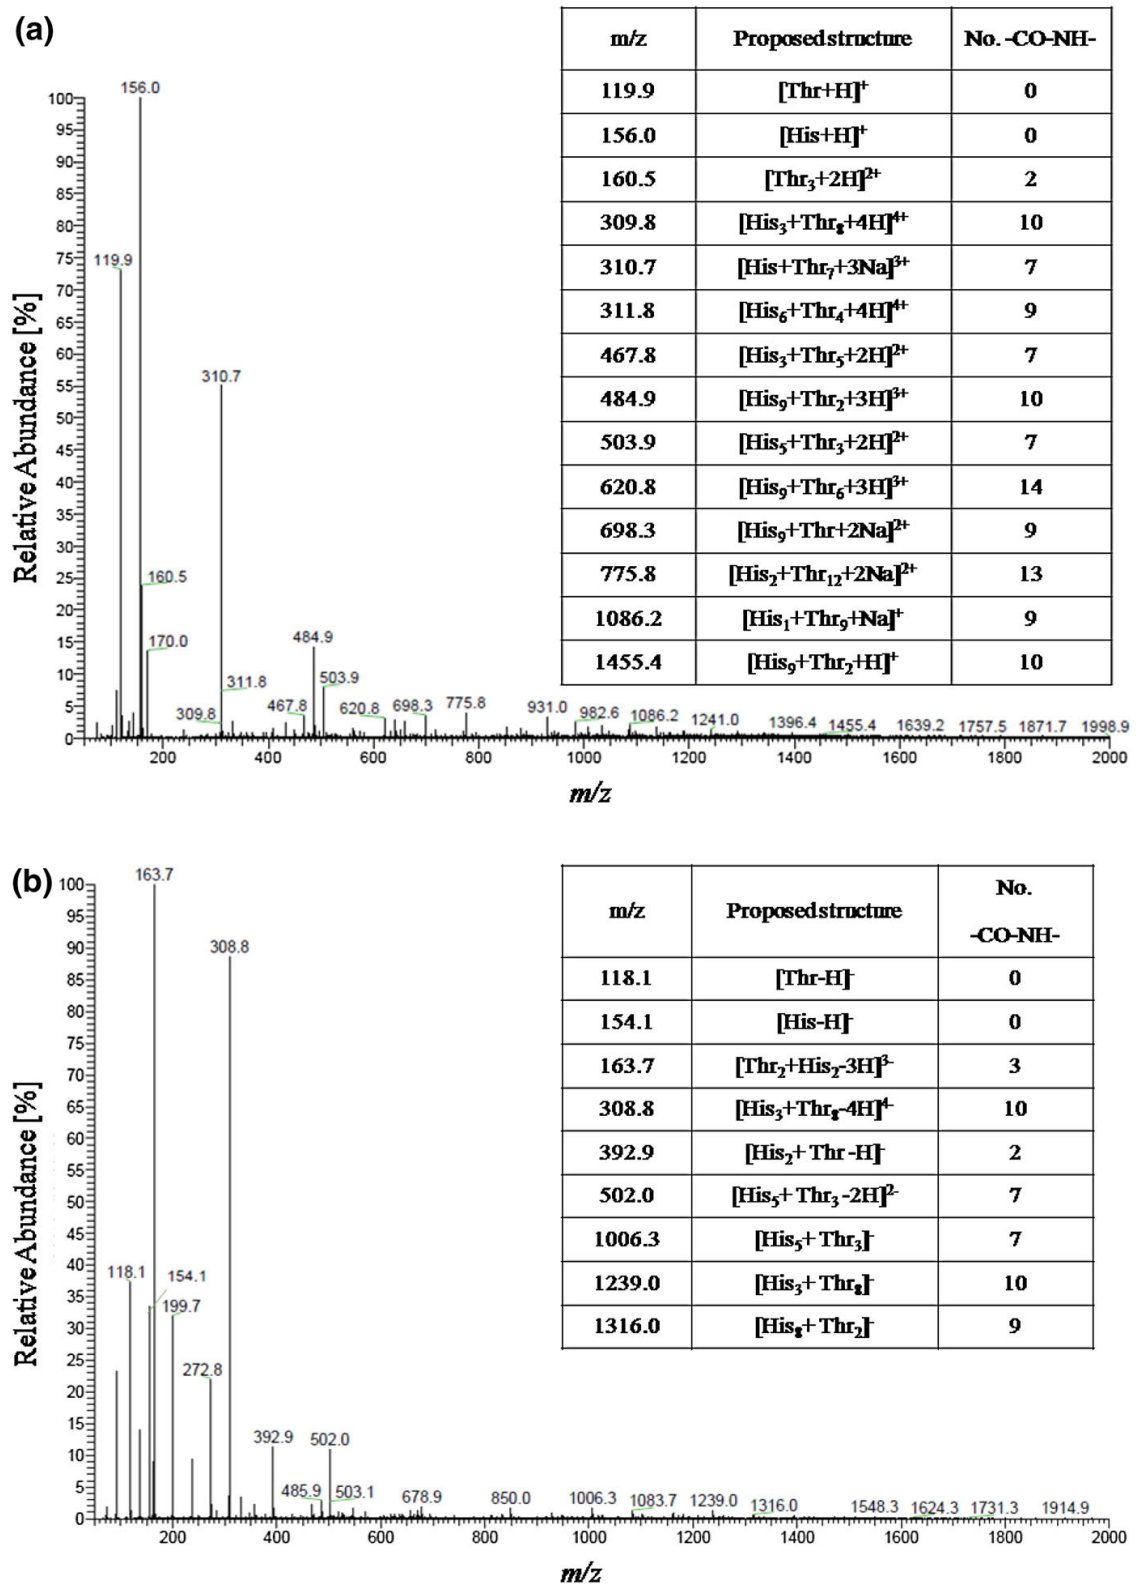 (a)
m/z Proposed structure No. -CO-NH-
119.9 [Thr+H]⁺ 0
156.0 [His+H]⁺ 0
160.5 [Thr₃+2H]²⁺ 2
309.8 [His₃+Thr₈+4H]⁴⁺ 10
310.7 [His+Thr₇+3Na]³⁺ 7
311.8 [His₆+Thr₄+4H]⁴⁺ 9
467.8 [His₃+Thr₅+2H]²⁺ 7
484.9 [His₉+Thr₂+3H]³⁺ 10
503.9 [His₅+Thr₃+2H]²⁺ 7
620.8 [His₉+Thr₆+3H]³⁺ 14
698.3 [His₉+Thr+2Na]²⁺ 9
775.8 [His₂+Thr₁₂+2Na]²⁺ 13
1086.2 [His₁+Thr₉+Na]⁺ 9
1455.4 [His₉+Thr₂+H]⁺ 10
Relative Abundance [%]
100
95
90
85
80
75
70
65
60
55
50
45
40
35
30
25
20
15
10
5
0
156.0
119.9
160.5
170.0
310.7
311.8
309.8
467.8
484.9
503.9
620.8
698.3
775.8
931.0
982.6
1086.2
1241.0
1396.4
1455.4
1639.2
1757.5
1871.7
1998.9
200 400 600 800 1000 1200 1400 1600 1800 2000
m/z
(b)
m/z Proposed structure No.
-CO-NH-
118.1 [Thr-H]⁻ 0
154.1 [His-H]⁻ 0
163.7 [Thr₂+His₂-3H]³⁻ 3
308.8 [His₃+Thr₈-4H]⁴⁻ 10
392.9 [His₂+ Thr -H]⁻ 2
502.0 [His₅+ Thr₃ -2H]²⁻ 7
1006.3 [His₅+ Thr₃]⁻ 7
1239.0 [His₃+ Thr₈]⁻ 10
1316.0 [His₈+ Thr₂]⁻ 9
Relative Abundance [%]
100
95
90
85
80
75
70
65
60
55
50
45
40
35
30
25
20
15
10
5
0
163.7
308.8
118.1
154.1
199.7
272.8
392.9
502.0
485.9
503.1
678.9
850.0
1006.3
1083.7
1239.0
1316.0
1548.3
1624.3
1731.3
1914.9
200 400 600 800 1000 1200 1400 1600 1800 2000
m/z